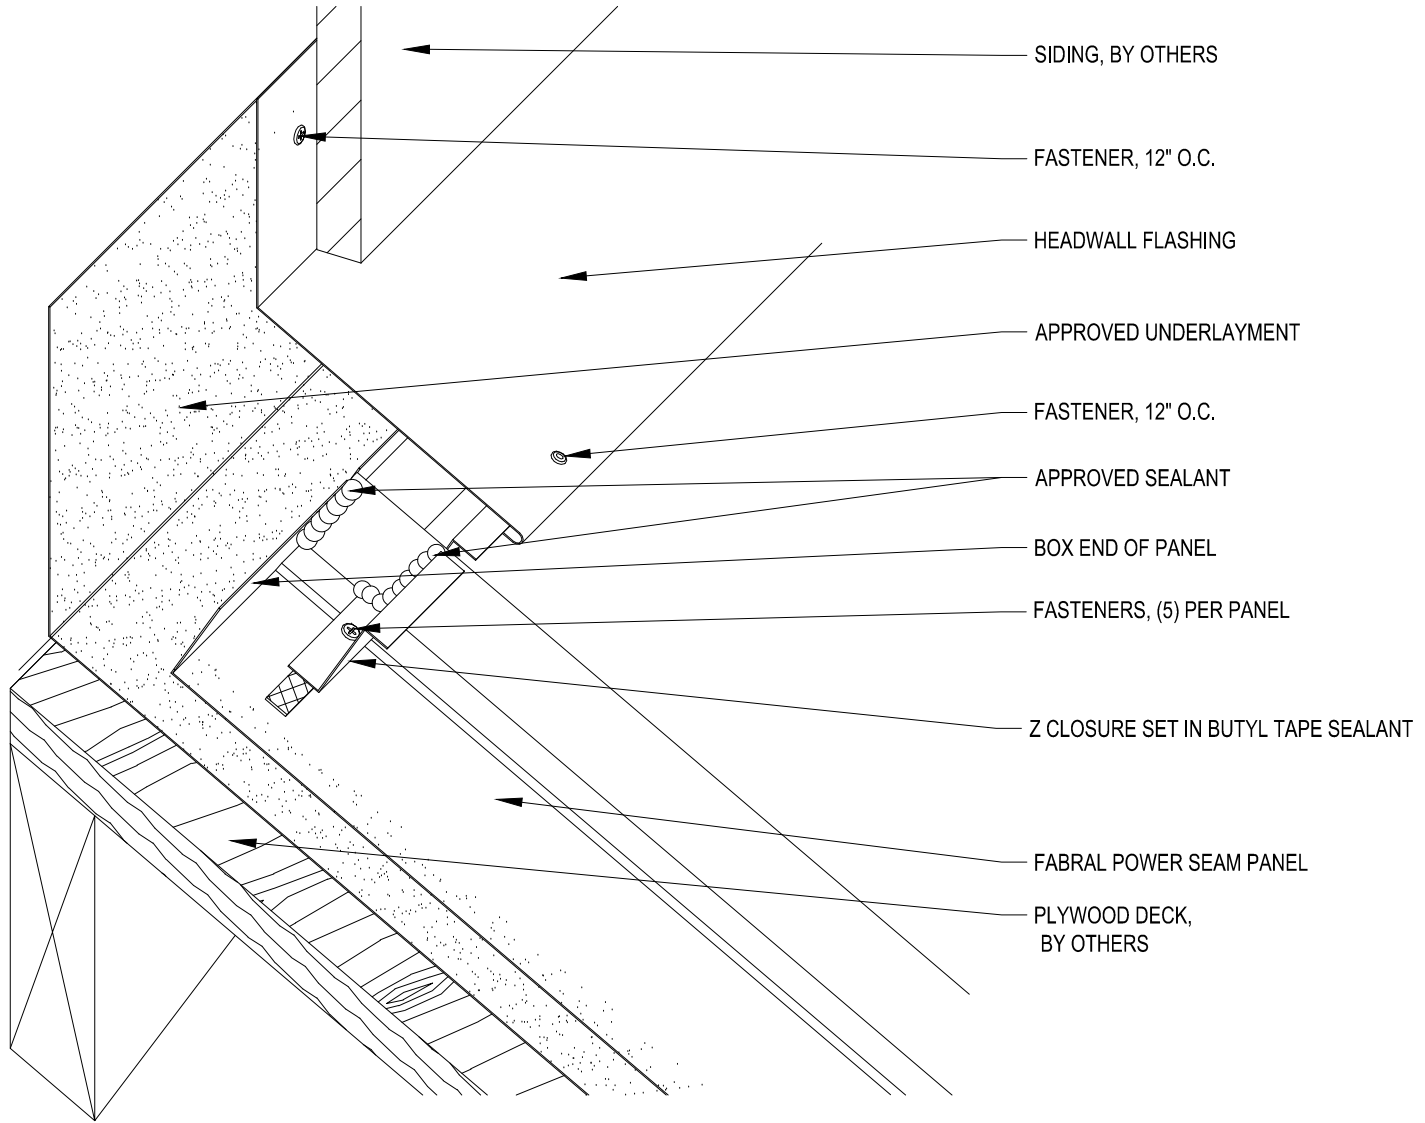 SIDING, BY OTHERS
FASTENER, 12" O.C.
HEADWALL FLASHING
APPROVED UNDERLAYMENT
FASTENER, 12" O.C.
APPROVED SEALANT
BOX END OF PANEL
FASTENERS, (5) PER PANEL
Z CLOSURE SET IN BUTYL TAPE SEALANT
FABRAL POWER SEAM PANEL
PLYWOOD DECK,
BY OTHERS